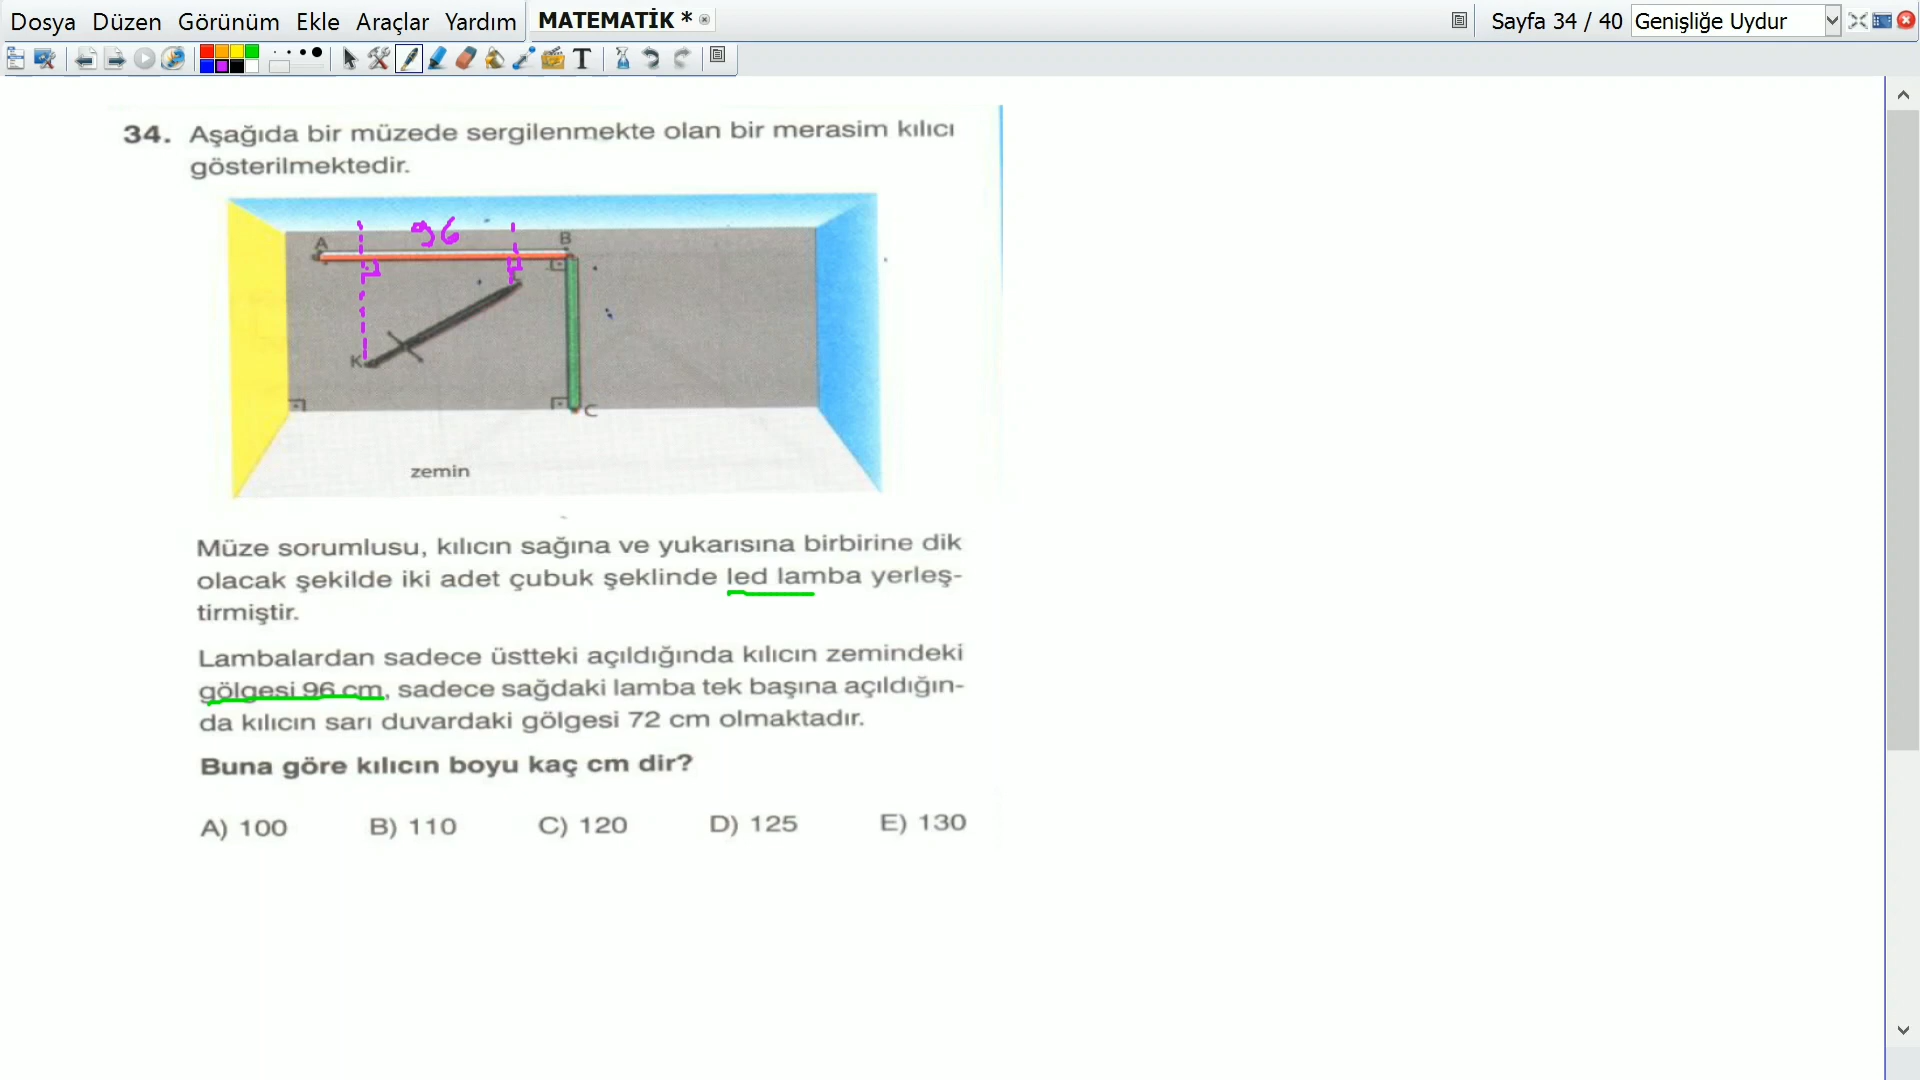 Dosya Düzen Görünüm Ekle Araçlar Yardım MATEMATİK * Sayfa 34 / 40 Genişliğe Uydur
34. Aşağıda bir müzede sergilenmekte olan bir merasim kılıcı
gösterilmektedir.
96
A B
K
C
zemin
Müze sorumlusu, kılıcın sağına ve yukarısına birbirine dik
olacak şekilde iki adet çubuk şeklinde led lamba yerleş-
tirmiştir.
Lambalardan sadece üstteki açıldığında kılıcın zemindeki
gölgesi 96 cm, sadece sağdaki lamba tek başına açıldığın-
da kılıcın sarı duvardaki gölgesi 72 cm olmaktadır.
Buna göre kılıcın boyu kaç cm dir?
A) 100 B) 110 C) 120 D) 125 E) 130